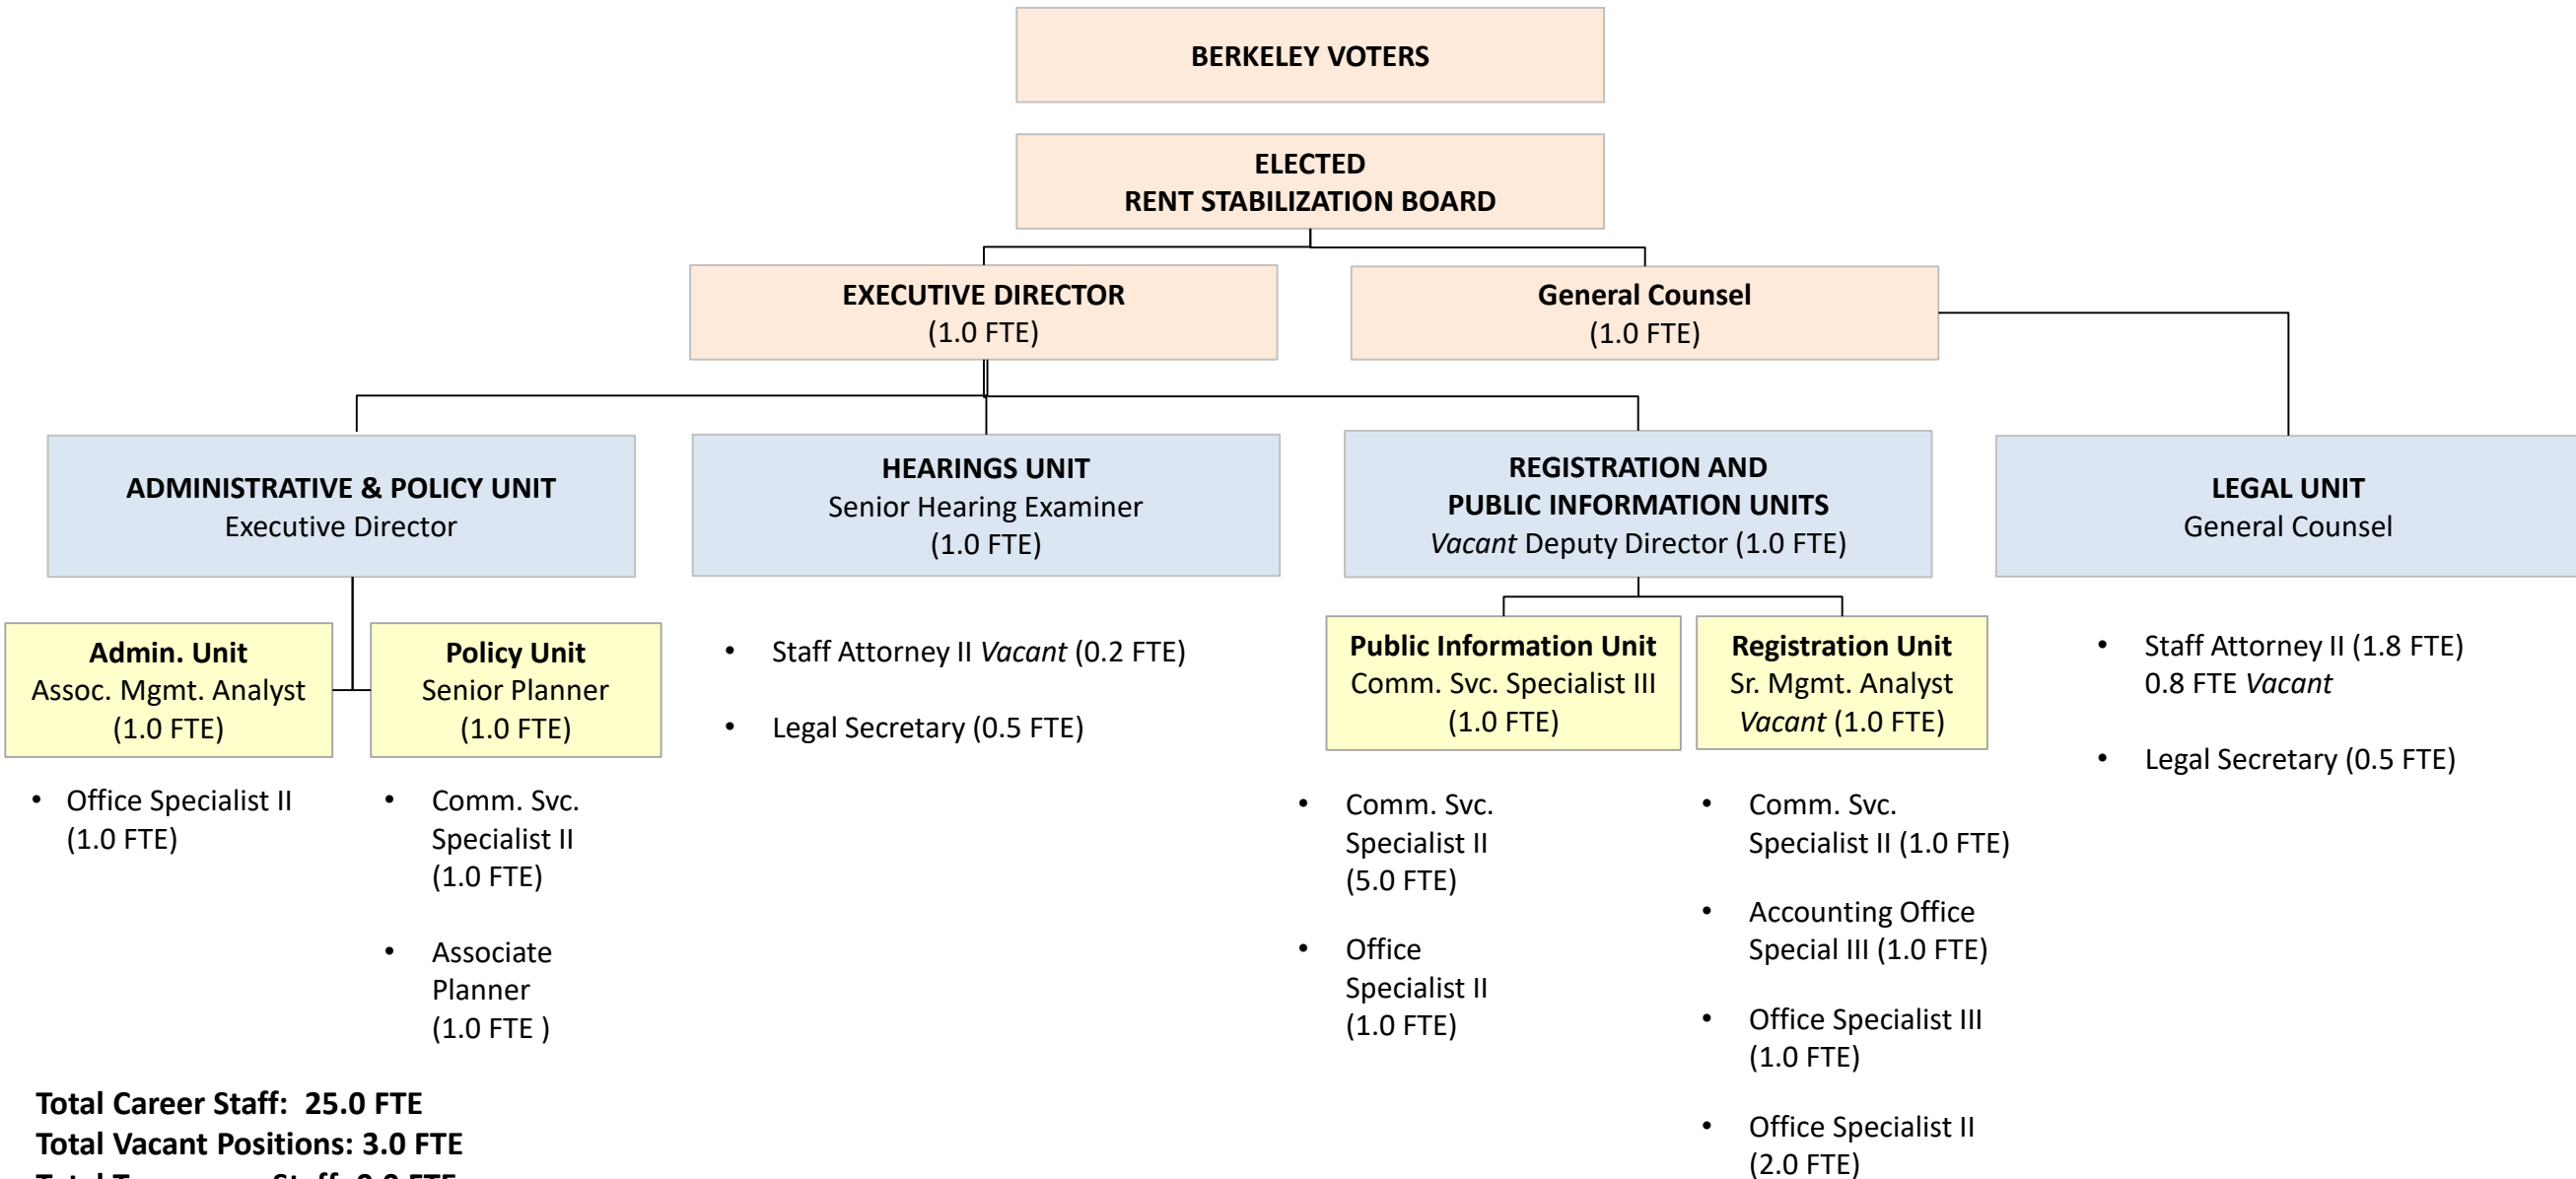 BERKELEY VOTERS
ELECTED
RENT STABILIZATION BOARD
EXECUTIVE DIRECTOR
(1.0 FTE)
General Counsel
(1.0 FTE)
ADMINISTRATIVE & POLICY UNIT
Executive Director
HEARINGS UNIT
Senior Hearing Examiner
(1.0 FTE)
REGISTRATION AND
PUBLIC INFORMATION UNITS
Vacant Deputy Director (1.0 FTE)
LEGAL UNIT
General Counsel
Admin. Unit
Assoc. Mgmt. Analyst
(1.0 FTE)
• Office Specialist II
(1.0 FTE)
Policy Unit
Senior Planner
(1.0 FTE)
• Comm. Svc.
Specialist II
(1.0 FTE)
• Associate
Planner
(1.0 FTE )
• Staff Attorney II Vacant (0.2 FTE)
• Legal Secretary (0.5 FTE)
Public Information Unit
Comm. Svc. Specialist III
(1.0 FTE)
• Comm. Svc.
Specialist II
(5.0 FTE)
• Office
Specialist II
(1.0 FTE)
Registration Unit
Sr. Mgmt. Analyst
Vacant (1.0 FTE)
• Comm. Svc.
Specialist II (1.0 FTE)
• Accounting Office
Special III (1.0 FTE)
• Office Specialist III
(1.0 FTE)
• Office Specialist II
(2.0 FTE)
• Staff Attorney II (1.8 FTE)
0.8 FTE Vacant
• Legal Secretary (0.5 FTE)
Total Career Staff: 25.0 FTE
Total Vacant Positions: 3.0 FTE